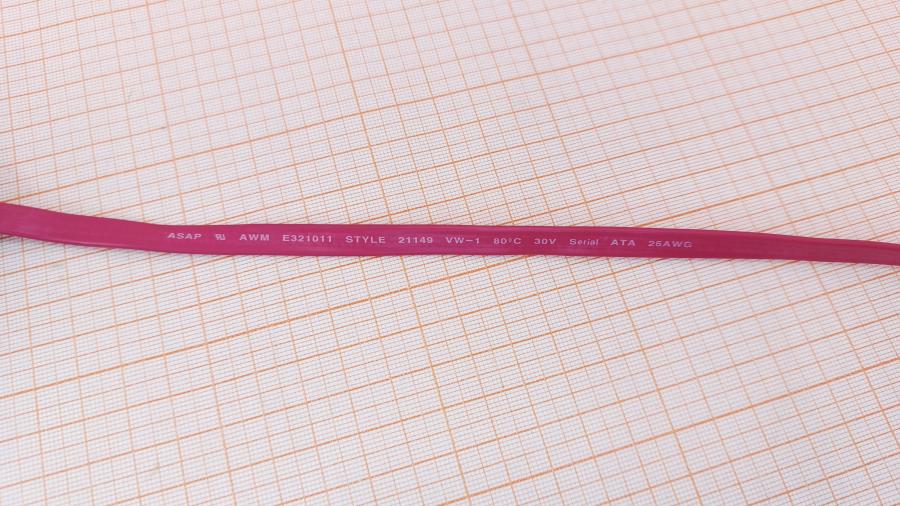 ASAP AWM E321011 STYLE 21149 VW-1 80°C 30V Serial ATA 26AWG